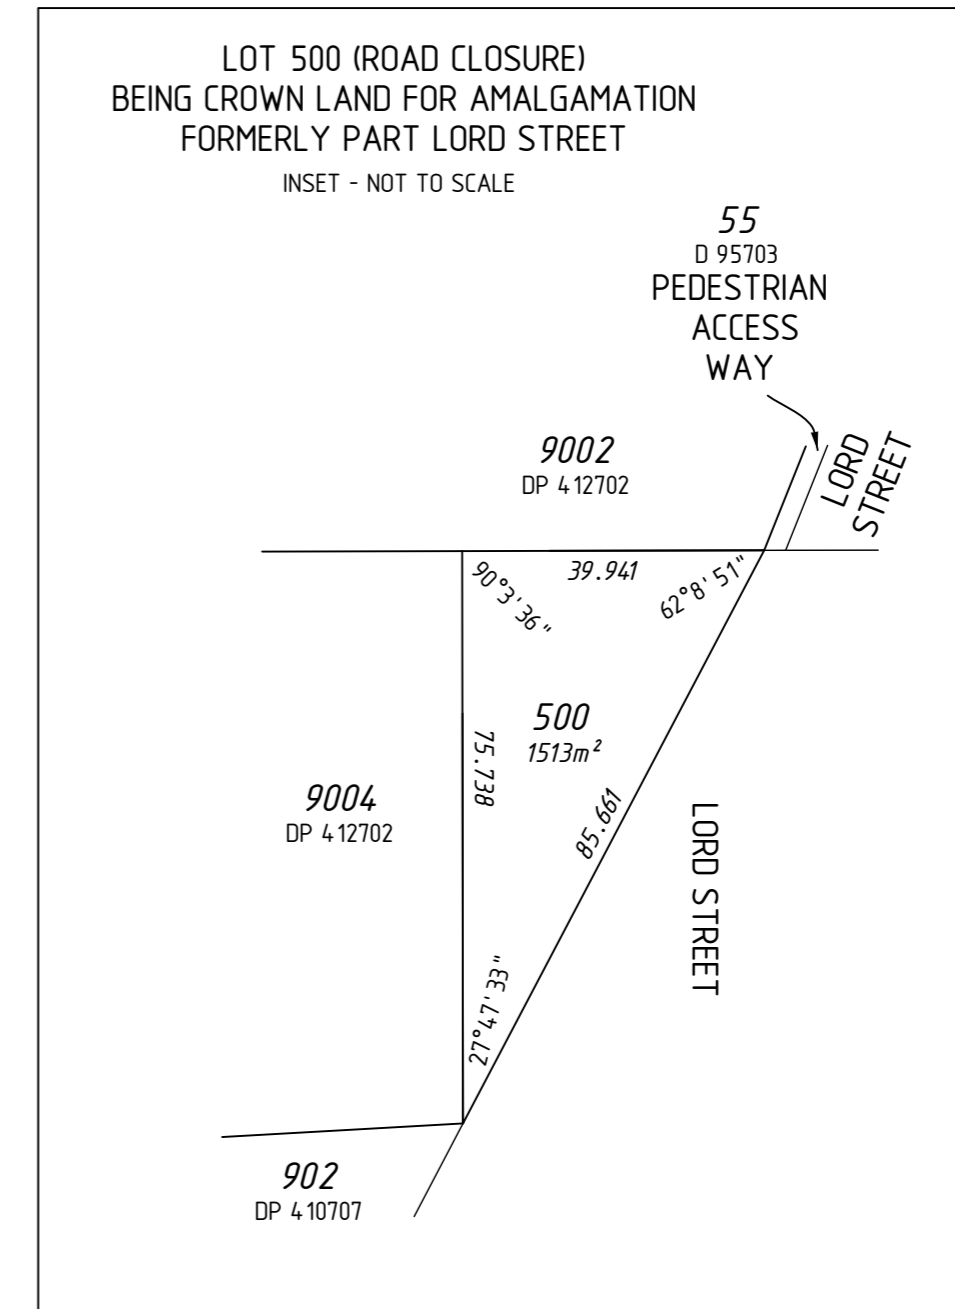 LOT 500 (ROAD CLOSURE)
BEING CROWN LAND FOR AMALGAMATION
FORMERLY PART LORD STREET
INSET - NOT TO SCALE
55
D 95703
PEDESTRIAN
ACCESS
WAY
LORD
STREET
9002
DP 412702
39.941
90°3'36"
62°8'51"
500
1513m²
75.738
9004
DP 412702
85.661
LORD STREET
27°47'33"
902
DP 410707